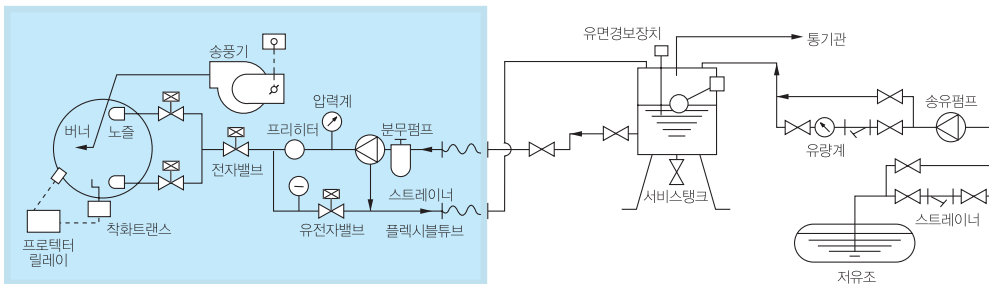 송풍기
버너
노즐
전자밸브
프리히터
압력계
분무펌프
스트레이너
유전자밸브
플렉시블튜브
착화트랜스
프로텍터
릴레이
유면경보장치
통기관
서비스탱크
유량계
송유펌프
스트레이너
저유조